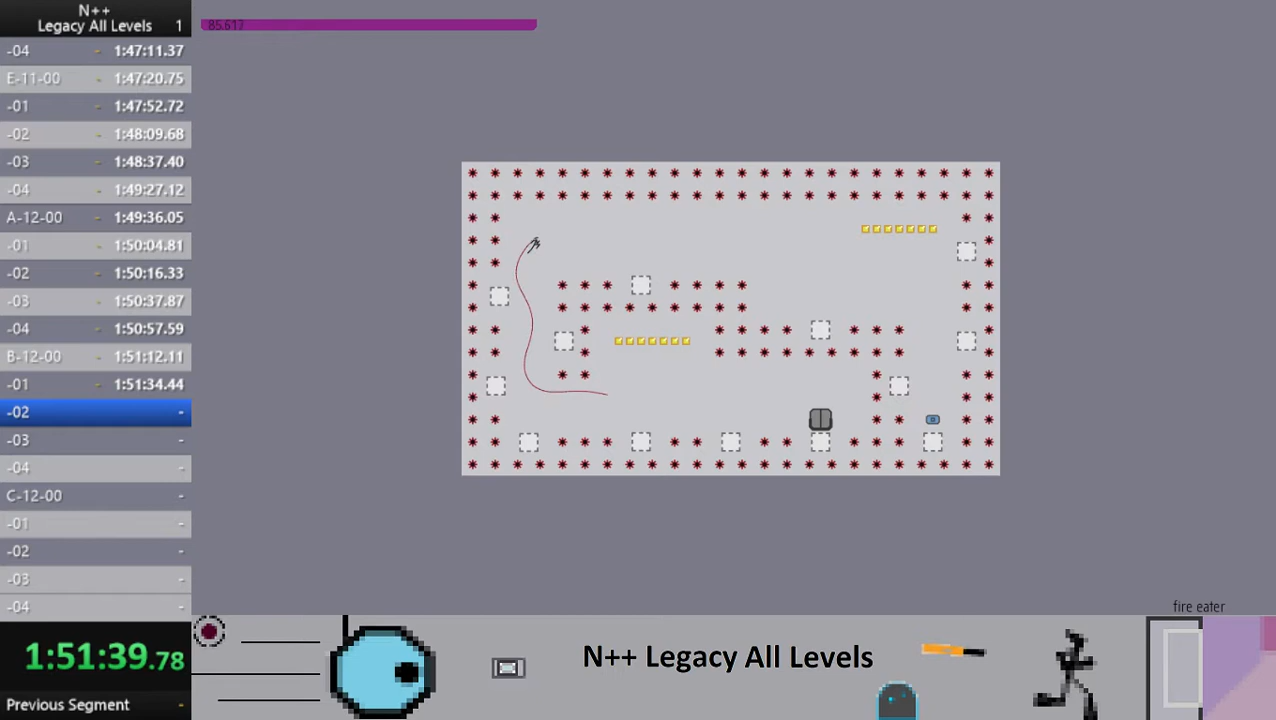 N++
Legacy All Levels 1
-04 - 1:47:11.37
E-11-00 - 1:47:20.75
-01 - 1:47:52.72
-02 - 1:48:09.68
-03 - 1:48:37.40
-04 - 1:49:27.12
A-12-00 - 1:49:36.05
-01 - 1:50:04.81
-02 - 1:50:16.33
-03 - 1:50:37.87
-04 - 1:50:57.59
B-12-00 - 1:51:12.11
-01 - 1:51:34.44
-02 -
-03 -
-04 -
C-12-00 -
-01 -
-02 -
-03 -
-04 -
1:51:39.78
Previous Segment -
85.617
fire eater
N++ Legacy All Levels